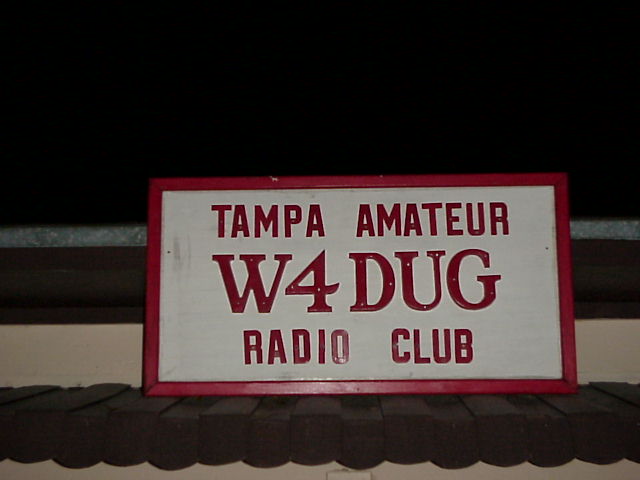 TAMPA AMATEUR
W4DUG
RADIO CLUB